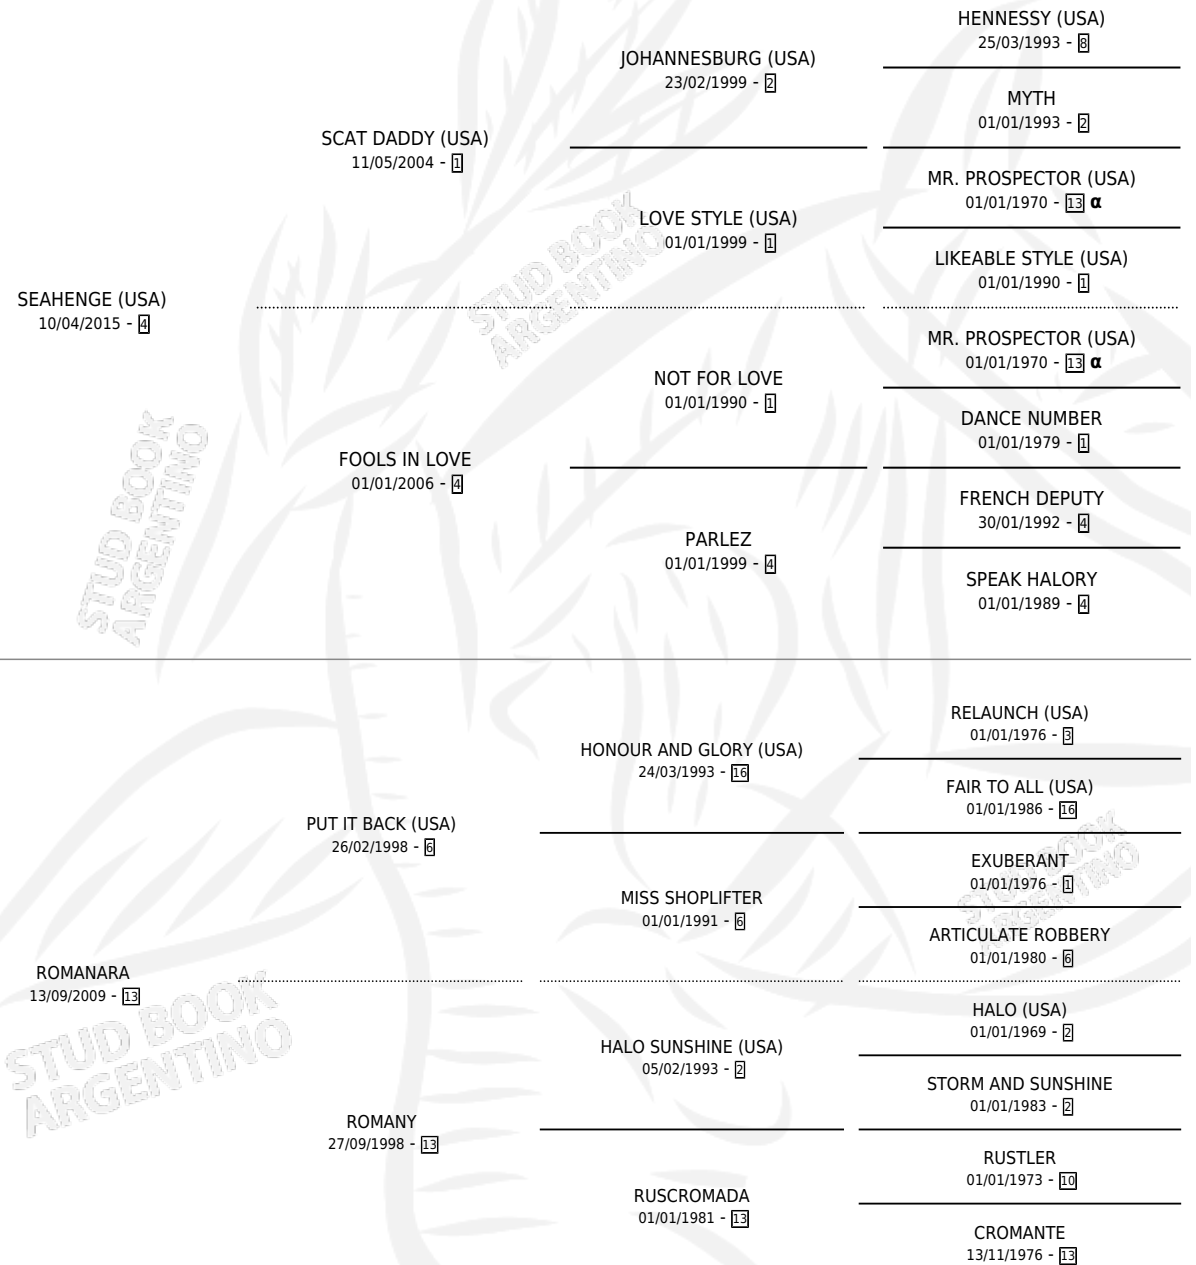 HENNESSY (USA)
25/03/1993 - 8
JOHANNESBURG (USA)
23/02/1999 - 2
MYTH
01/01/1993 - 2
SCAT DADDY (USA)
11/05/2004 - 1
MR. PROSPECTOR (USA)
01/01/1970 - 13 α
LOVE STYLE (USA)
01/01/1999 - 1
LIKEABLE STYLE (USA)
01/01/1990 - 1
SEAHENGE (USA)
10/04/2015 - 4
MR. PROSPECTOR (USA)
01/01/1970 - 13 α
NOT FOR LOVE
01/01/1990 - 1
DANCE NUMBER
01/01/1979 - 1
FOOLS IN LOVE
01/01/2006 - 4
FRENCH DEPUTY
30/01/1992 - 4
PARLEZ
01/01/1999 - 4
SPEAK HALORY
01/01/1989 - 4
RELAUNCH (USA)
01/01/1976 - 3
HONOUR AND GLORY (USA)
24/03/1993 - 16
FAIR TO ALL (USA)
01/01/1986 - 16
PUT IT BACK (USA)
26/02/1998 - 6
EXUBERANT
01/01/1976 - 1
MISS SHOPLIFTER
01/01/1991 - 6
ARTICULATE ROBBERY
01/01/1980 - 6
ROMANARA
13/09/2009 - 13
HALO (USA)
01/01/1969 - 2
HALO SUNSHINE (USA)
05/02/1993 - 2
STORM AND SUNSHINE
01/01/1983 - 2
ROMANY
27/09/1998 - 13
RUSTLER
01/01/1973 - 10
RUSCROMADA
01/01/1981 - 13
CROMANTE
13/11/1976 - 13
STUD BOOK
ARGENTINO
STUD BOOK
ARGENTINO
STUD BOOK
ARGENTINO
STUD BOOK
ARGENTINO